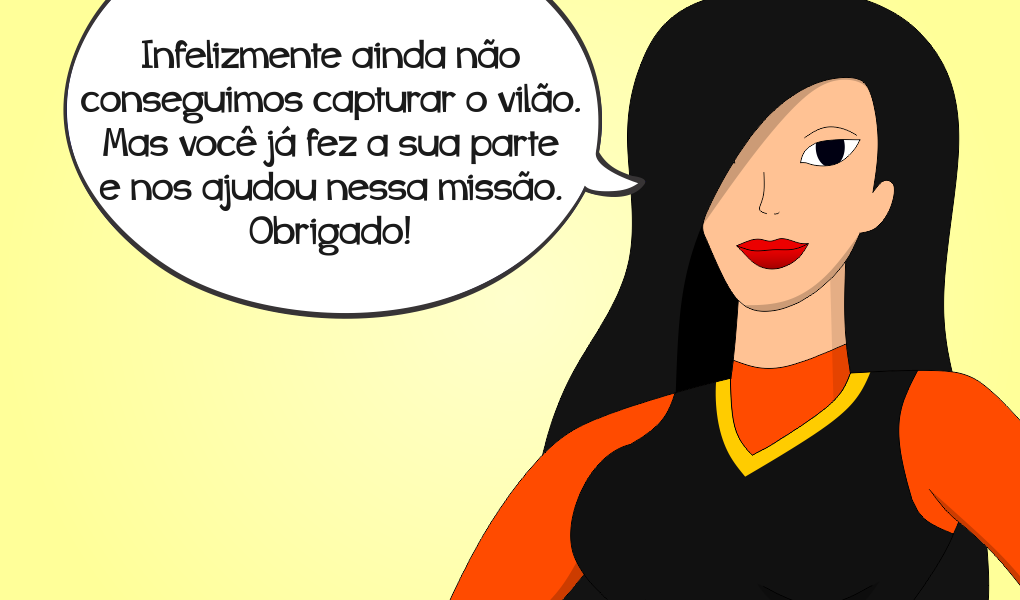 Infelizmente ainda não
conseguimos capturar o vilão.
Mas você já fez a sua parte
e nos ajudou nessa missão.
Obrigado!